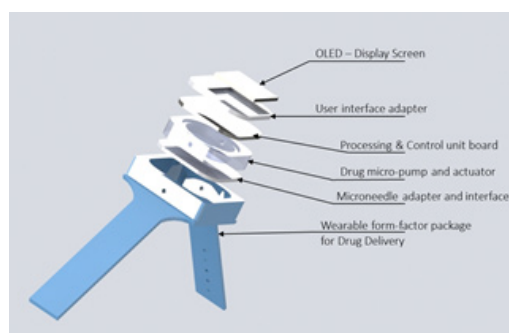 OLED – Display Screen
User interface adapter
Processing & Control unit board
Drug micro-pump and actuator
Microneedle adapter and interface
Wearable form-factor package
for Drug Delivery